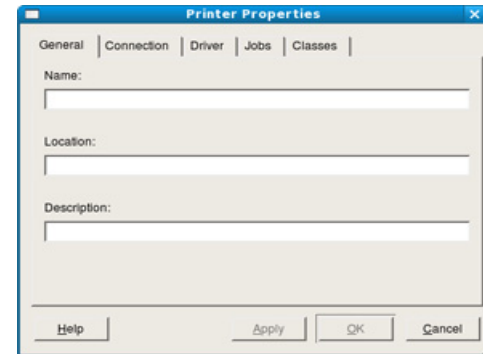 Printer Properties
General Connection Driver Jobs Classes
Name:
Location:
Description:
Help Apply OK Cancel